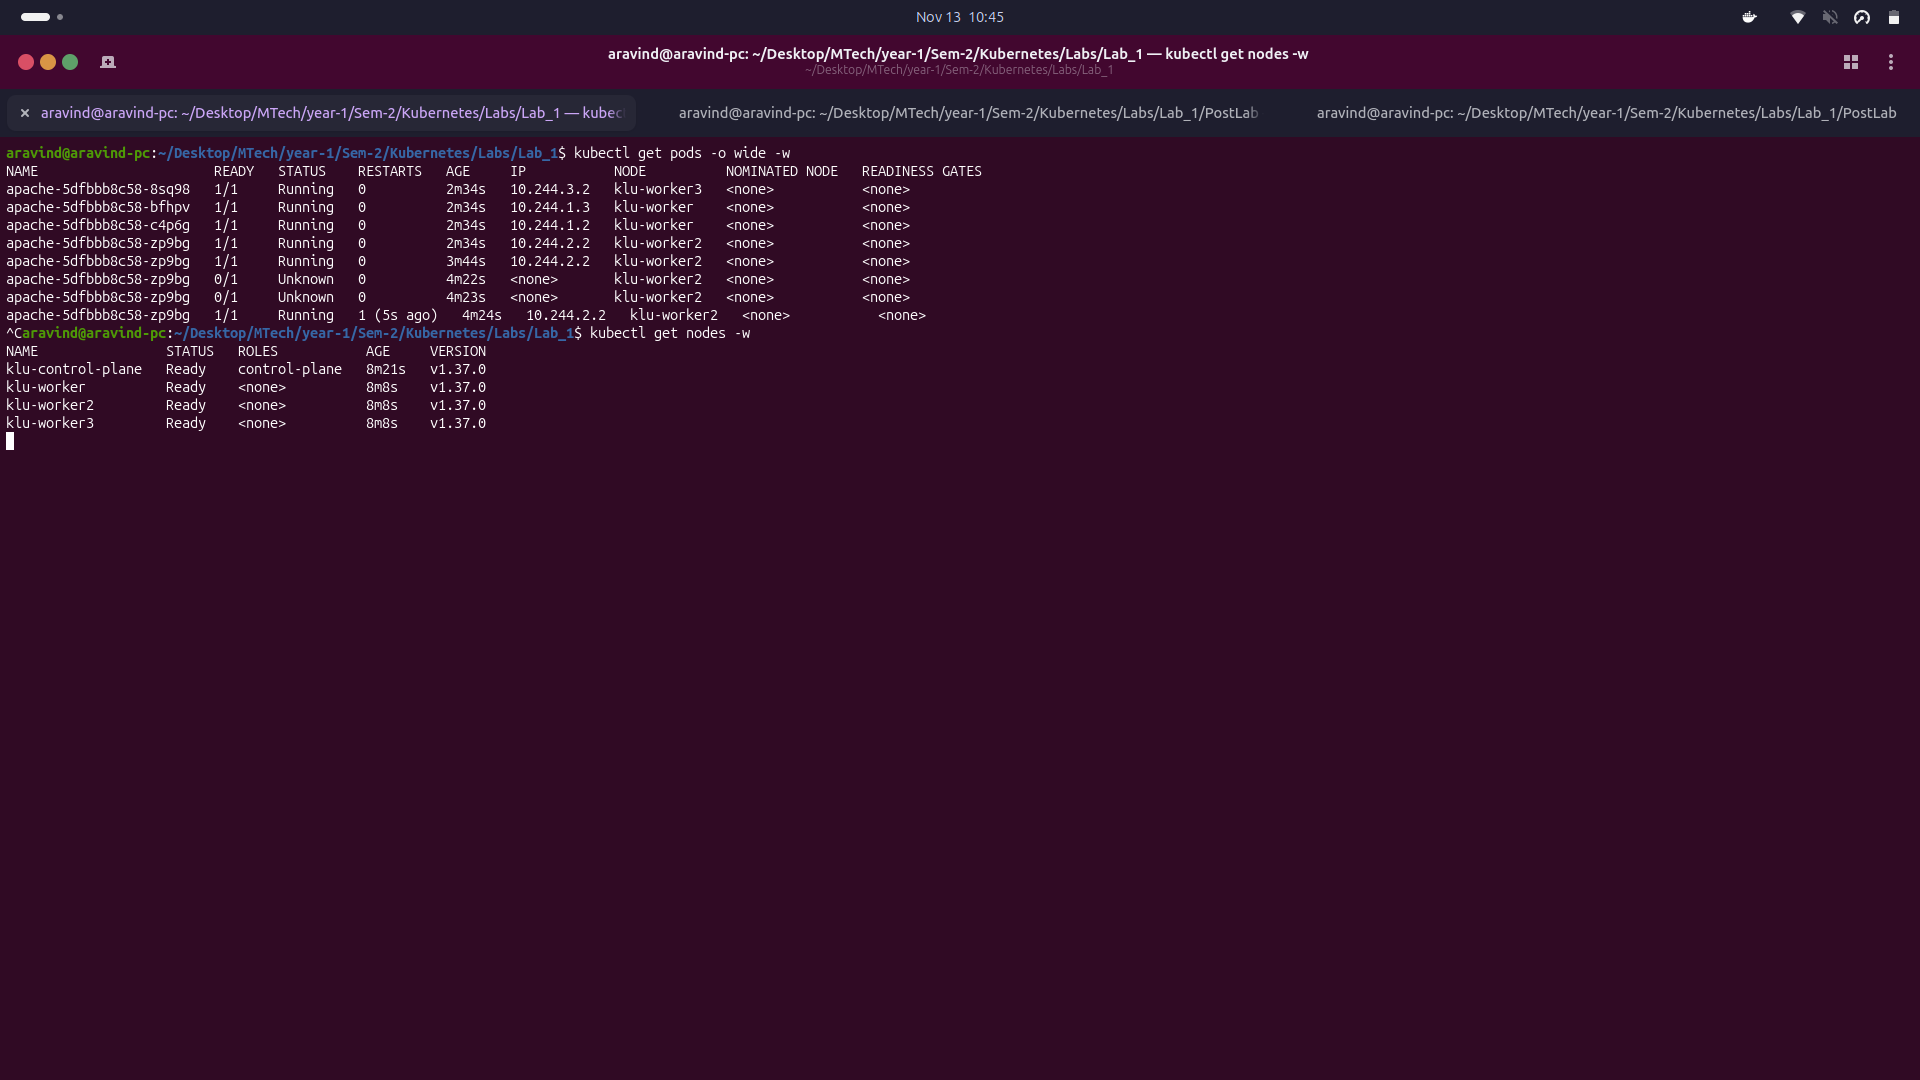 Nov 13 10:45
aravind@aravind-pc: ~/Desktop/MTech/year-1/Sem-2/Kubernetes/Labs/Lab_1 — kubectl get nodes -w
~/Desktop/MTech/year-1/Sem-2/Kubernetes/Labs/Lab_1
× aravind@aravind-pc: ~/Desktop/MTech/year-1/Sem-2/Kubernetes/Labs/Lab_1 — kubec
aravind@aravind-pc: ~/Desktop/MTech/year-1/Sem-2/Kubernetes/Labs/Lab_1/PostLab
aravind@aravind-pc: ~/Desktop/MTech/year-1/Sem-2/Kubernetes/Labs/Lab_1/PostLab
aravind@aravind-pc:~/Desktop/MTech/year-1/Sem-2/Kubernetes/Labs/Lab_1$ kubectl get pods -o wide -w
NAME                      READY   STATUS    RESTARTS   AGE     IP           NODE          NOMINATED NODE   READINESS GATES
apache-5dfbbb8c58-8sq98   1/1     Running   0          2m34s   10.244.3.2   klu-worker3   <none>           <none>
apache-5dfbbb8c58-bfhpv   1/1     Running   0          2m34s   10.244.1.3   klu-worker    <none>           <none>
apache-5dfbbb8c58-c4p6g   1/1     Running   0          2m34s   10.244.1.2   klu-worker    <none>           <none>
apache-5dfbbb8c58-zp9bg   1/1     Running   0          2m34s   10.244.2.2   klu-worker2   <none>           <none>
apache-5dfbbb8c58-zp9bg   1/1     Running   0          3m44s   10.244.2.2   klu-worker2   <none>           <none>
apache-5dfbbb8c58-zp9bg   0/1     Unknown   0          4m22s   <none>       klu-worker2   <none>           <none>
apache-5dfbbb8c58-zp9bg   0/1     Unknown   0          4m23s   <none>       klu-worker2   <none>           <none>
apache-5dfbbb8c58-zp9bg   1/1     Running   1 (5s ago)   4m24s   10.244.2.2   klu-worker2   <none>           <none>
^Caravind@aravind-pc:~/Desktop/MTech/year-1/Sem-2/Kubernetes/Labs/Lab_1$ kubectl get nodes -w
NAME                STATUS   ROLES           AGE     VERSION
klu-control-plane   Ready    control-plane   8m21s   v1.37.0
klu-worker          Ready    <none>          8m8s    v1.37.0
klu-worker2         Ready    <none>          8m8s    v1.37.0
klu-worker3         Ready    <none>          8m8s    v1.37.0